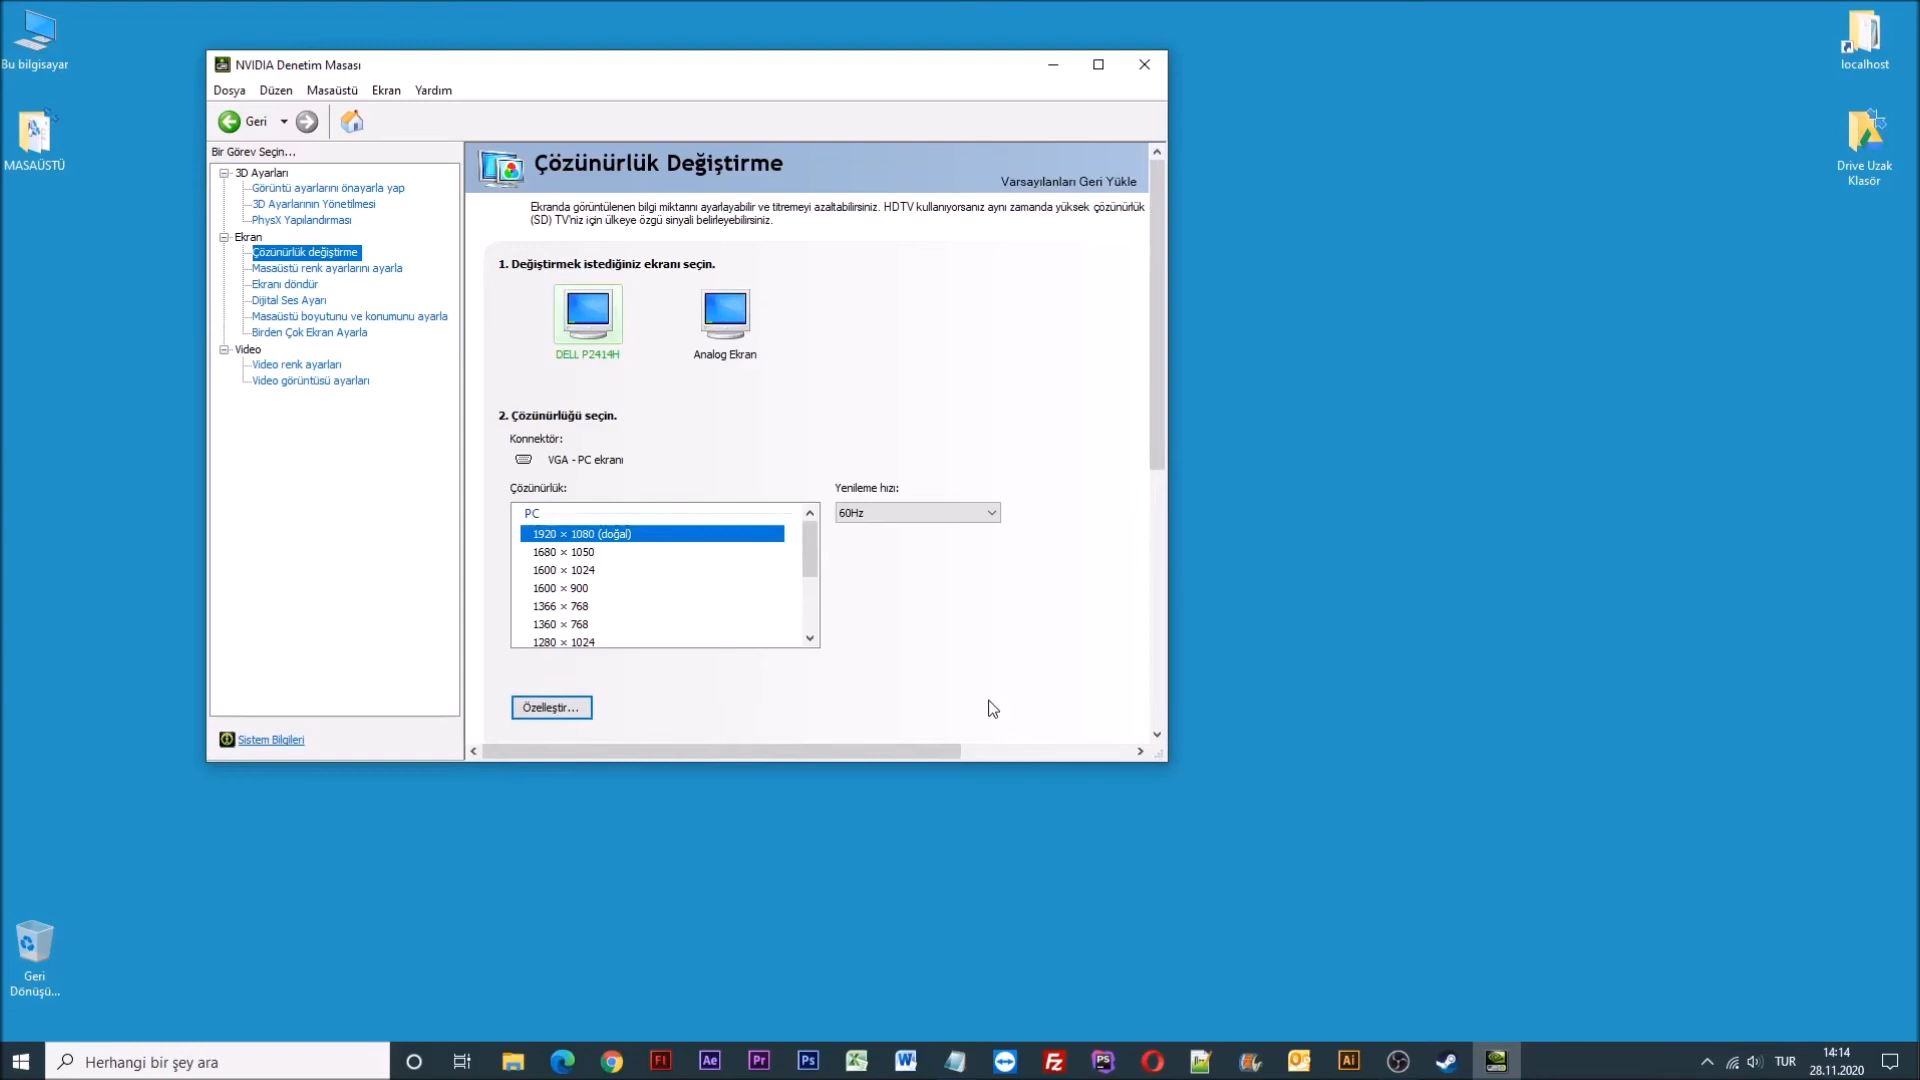 Bu bilgisayar
MASAÜSTÜ
localhost
Drive Uzak
Klasör
NVIDIA Denetim Masası
Dosya Düzen Masaüstü Ekran Yardım
Geri
Bir Görev Seçin...
3D Ayarları
Görüntü ayarlarını önayarla yap
3D Ayarlarının Yönetilmesi
PhysX Yapılandırması
Ekran
Çözünürlük değiştirme
Masaüstü renk ayarlarını ayarla
Ekranı döndür
Dijital Ses Ayarı
Masaüstü boyutunu ve konumunu ayarla
Birden Çok Ekran Ayarla
Video
Video renk ayarları
Video görüntüsü ayarları
Sistem Bilgileri
Çözünürlük Değiştirme
Varsayılanları Geri Yükle
Ekranda görüntülenen bilgi miktarını ayarlayabilir ve titremeyi azaltabilirsiniz. HDTV kullanıyorsanız aynı zamanda yüksek çözünürlük
(SD) TV'niz için ülkeye özgü sinyali belirleyebilirsiniz.
1. Değiştirmek istediğiniz ekranı seçin.
DELL P2414H
Analog Ekran
2. Çözünürlüğü seçin.
Konnektör:
VGA - PC ekranı
Çözünürlük:
Yenileme hızı:
PC
60Hz
1920 × 1080 (doğal)
1680 × 1050
1600 × 1024
1600 × 900
1366 × 768
1360 × 768
1280 × 1024
Özelleştir...
Geri
Dönüşü...
Herhangi bir şey ara
Fl
Ae
Pr
Ps
W
Fz
PS
Ai
TUR
14:14
28.11.2020